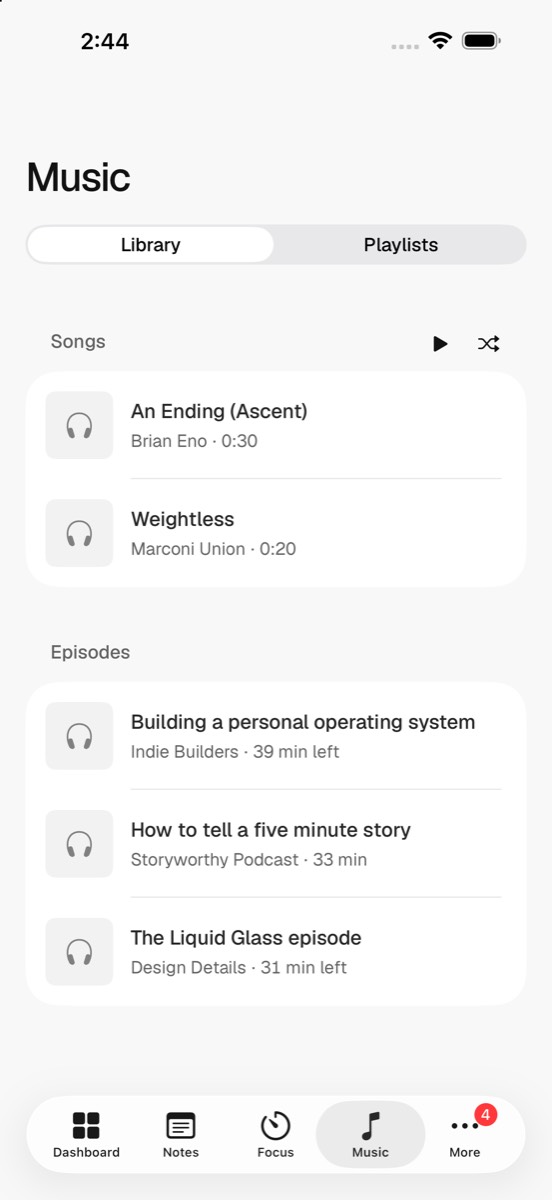 2:44
Music
Library
Playlists
Songs
An Ending (Ascent)
Brian Eno · 0:30
Weightless
Marconi Union · 0:20
Episodes
Building a personal operating system
Indie Builders · 39 min left
How to tell a five minute story
Storyworthy Podcast · 33 min
The Liquid Glass episode
Design Details · 31 min left
4
Dashboard
Notes
Focus
Music
More